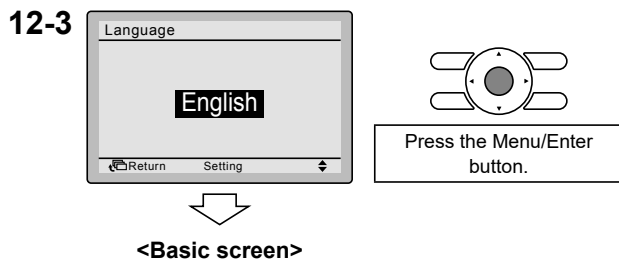 12-3
Language
English
Return Setting
Press the Menu/Enter
button.
<Basic screen>